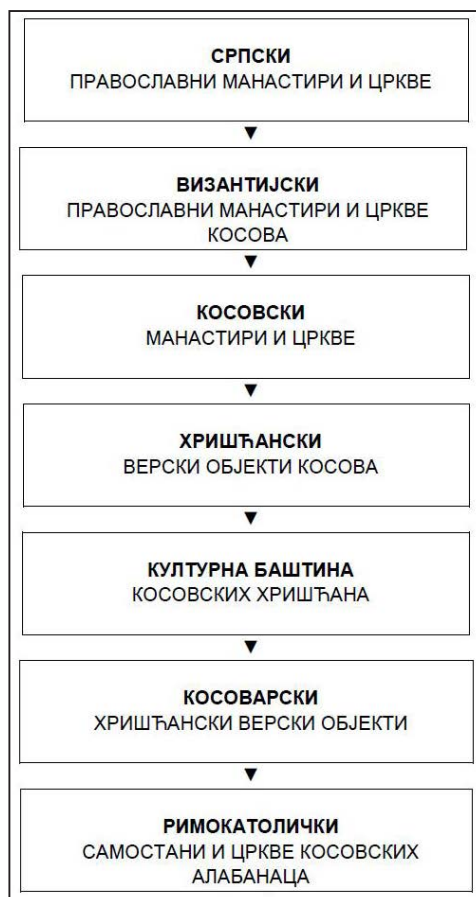 СРПСКИ
ПРАВОСЛАВНИ МАНАСТИРИ И ЦРКВЕ
ВИЗАНТИЈСКИ
ПРАВОСЛАВНИ МАНАСТИРИ И ЦРКВЕ
КОСОВА
КОСОВСКИ
МАНАСТИРИ И ЦРКВЕ
ХРИШЋАНСКИ
ВЕРСКИ ОБЈЕКТИ КОСОВА
КУЛТУРНА БАШТИНА
КОСОВСКИХ ХРИШЋАНА
КОСОВАРСКИ
ХРИШЋАНСКИ ВЕРСКИ ОБЈЕКТИ
РИМОКАТОЛИЧКИ
САМОСТАНИ И ЦРКВЕ КОСОВСКИХ
АЛАБАНАЦА